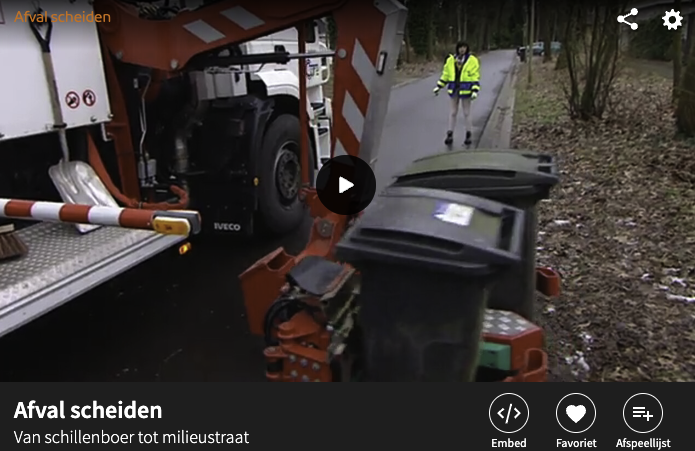 Afval scheiden
IVECO
Afval scheiden
Van schillenboer tot milieustraat
Embed
Favoriet
Afspeellijst